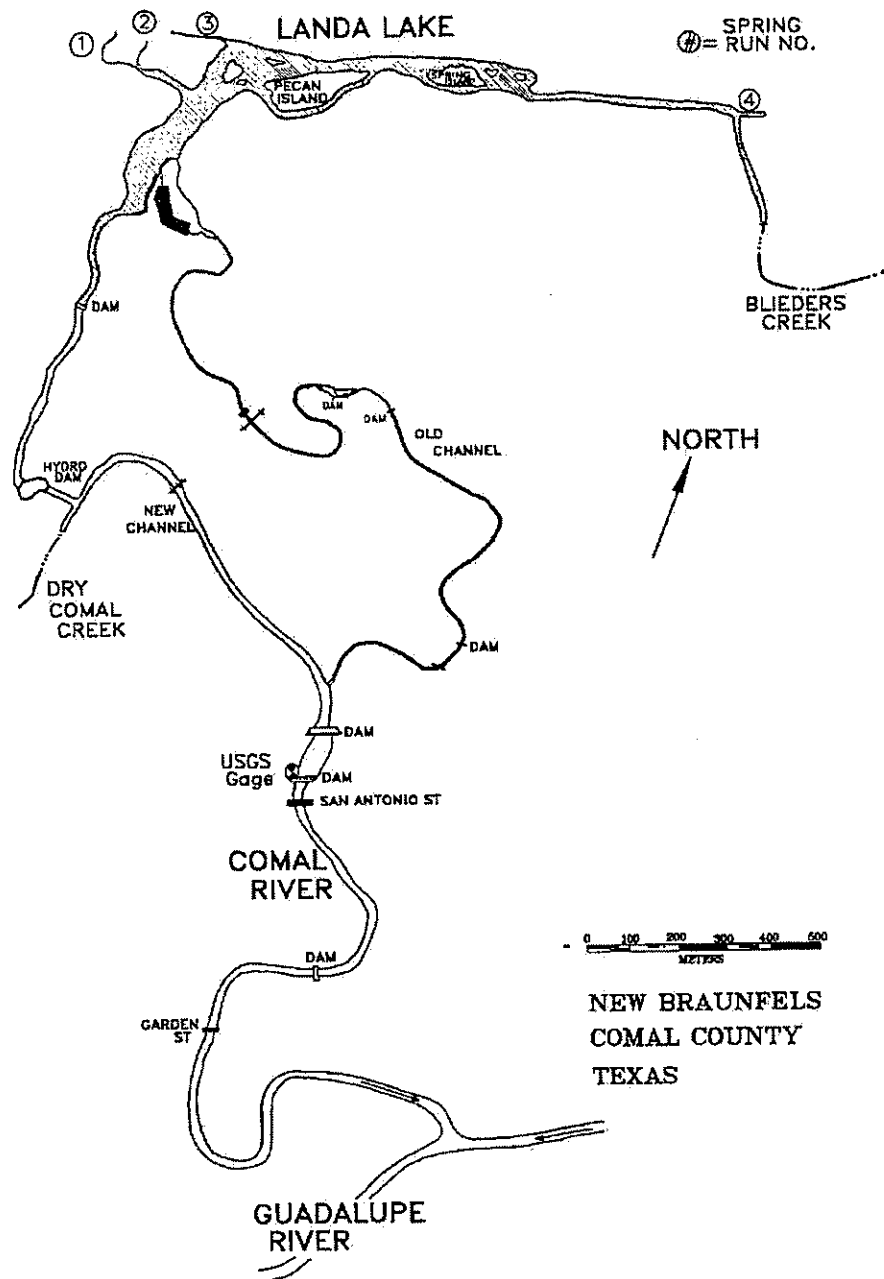 LANDA LAKE
1
2
3
# = SPRING
RUN NO.
PECAN
ISLAND
SPRING
4
DAM
BLIEDERS
CREEK
DAM
DAM
OLD
CHANNEL
NORTH
HYDRO
DAM
NEW
CHANNEL
DRY
COMAL
CREEK
DAM
DAM
USGS
Gage
DAM
SAN ANTONIO ST
COMAL
RIVER
0 100 200 300 400 500
METERS
DAM
NEW BRAUNFELS
COMAL COUNTY
TEXAS
GARDEN
ST
GUADALUPE
RIVER